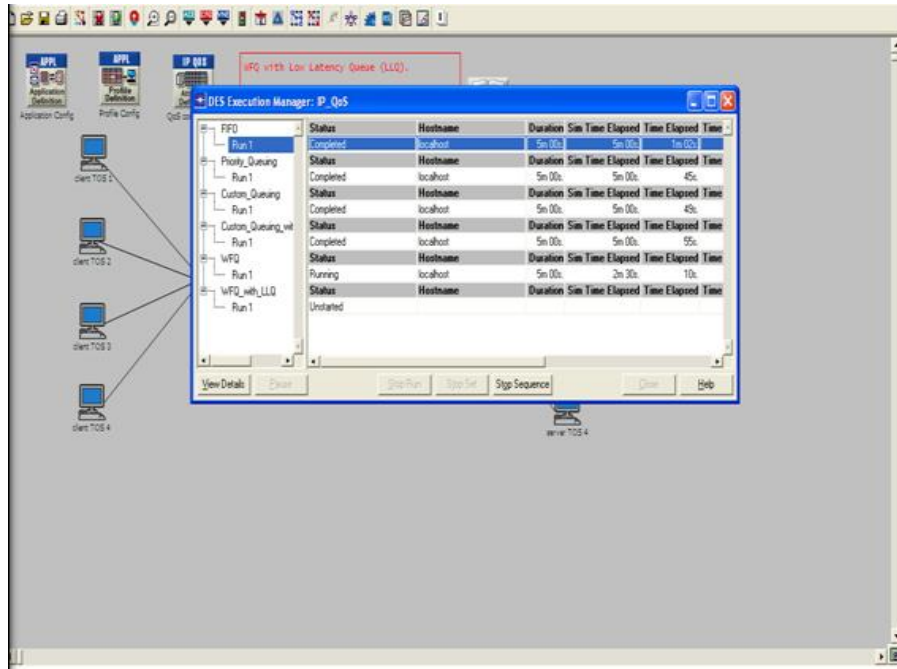 APPL
Application
Definition
Application Config
APPL
Profile
Definition
Profile Config
IP QOS
WFQ with Low Latency Queue (LLQ).
DES Execution Manager: IP_QoS
FIFO
Status Hostname Duration Sim Time Elapsed Time Elapsed Time
Run 1 Completed localhost 5m 00s. 5m 00s. 1m 02s.
Priority_Queuing
Status Hostname Duration Sim Time Elapsed Time Elapsed Time
Run 1 Completed localhost 5m 00s. 5m 00s. 45s.
Custom_Queuing
Status Hostname Duration Sim Time Elapsed Time Elapsed Time
Run 1 Completed localhost 5m 00s. 5m 00s. 49s.
Custom_Queuing_wit
Status Hostname Duration Sim Time Elapsed Time Elapsed Time
Run 1 Completed localhost 5m 00s. 5m 00s. 55s.
WFQ
Status Hostname Duration Sim Time Elapsed Time Elapsed Time
Run 1 Running localhost 5m 00s. 2m 30s. 10s.
WFQ_with_LLQ
Status Hostname Duration Sim Time Elapsed Time Elapsed Time
Run 1 Unstarted
View Details Pause Stop Run Stop Set Stop Sequence Close Help
client TOS 1
client TOS 2
client TOS 3
client TOS 4
server TOS 4